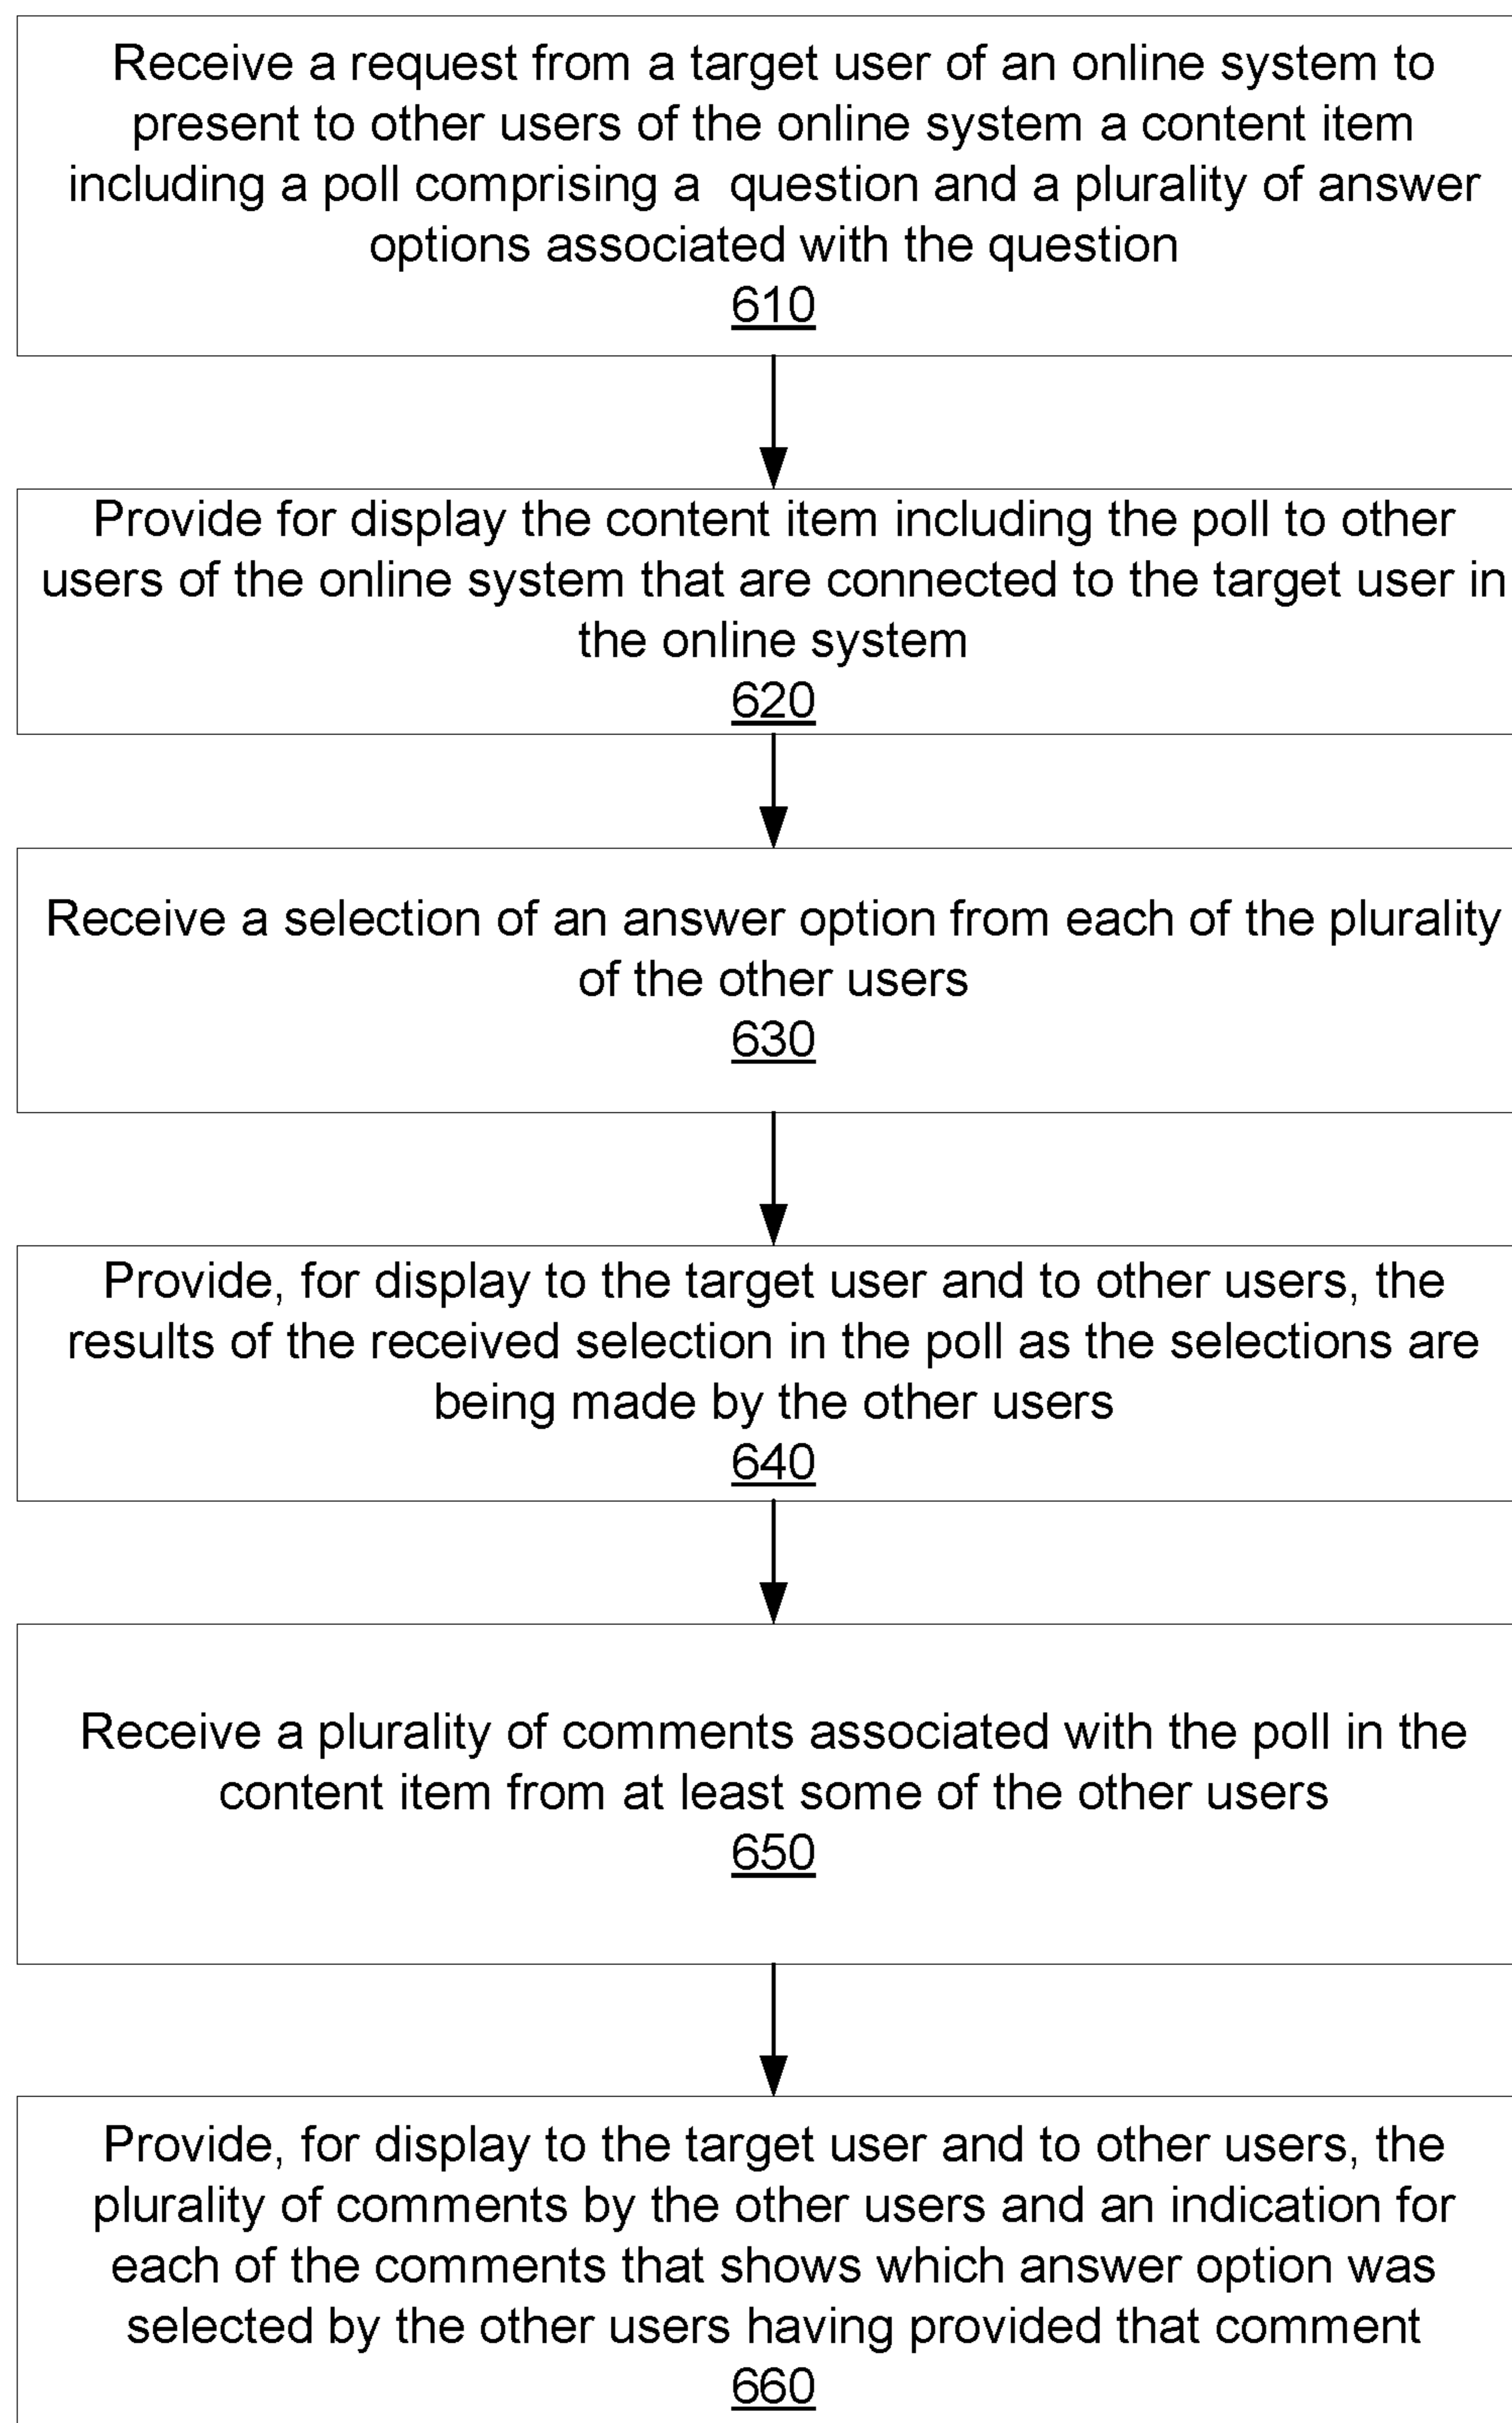 Receive a request from a target user of an online system to
present to other users of the online system a content item
including a poll comprising a  question and a plurality of answer
options associated with the question
610
Provide for display the content item including the poll to other
users of the online system that are connected to the target user in
the online system
620
Receive a selection of an answer option from each of the plurality
of the other users
630
Provide, for display to the target user and to other users, the
results of the received selection in the poll as the selections are
being made by the other users
640
Receive a plurality of comments associated with the poll in the
content item from at least some of the other users
650
Provide, for display to the target user and to other users, the
plurality of comments by the other users and an indication for
each of the comments that shows which answer option was
selected by the other users having provided that comment
660